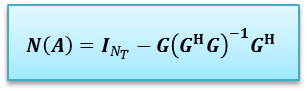 N(A) = I_{N_T} − G(G^H G)^{−1} G^H